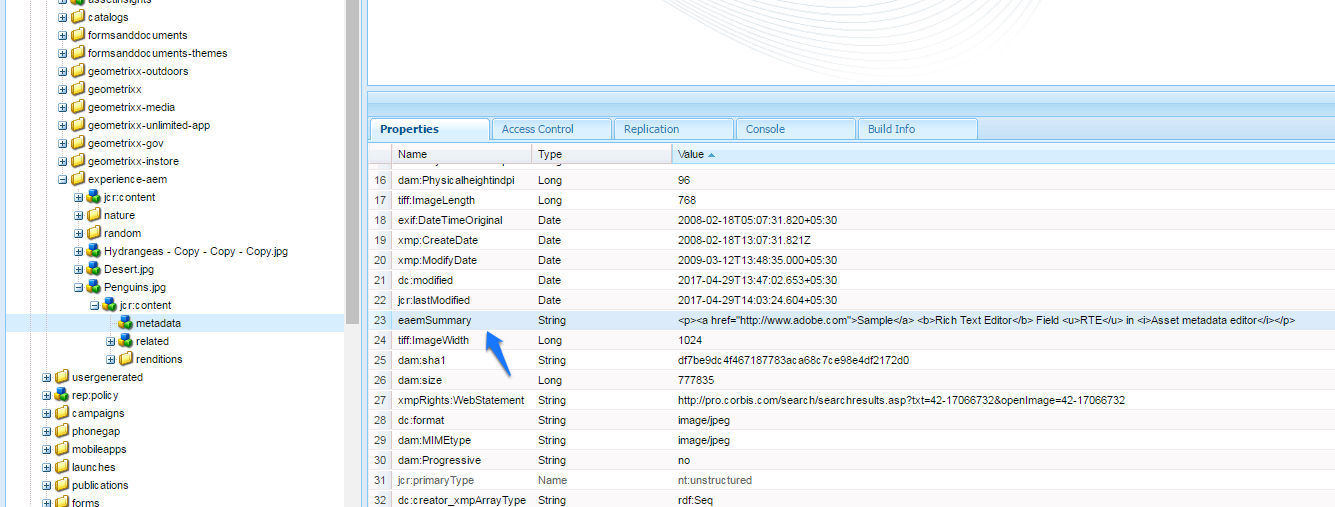 assetinsights
catalogs
formsanddocuments
formsanddocuments-themes
geometrixx-outdoors
geometrixx
geometrixx-media
geometrixx-unlimited-app
geometrixx-gov
geometrixx-instore
experience-aem
jcr:content
nature
random
Hydrangeas - Copy - Copy - Copy.jpg
Desert.jpg
Penguins.jpg
jcr:content
metadata
related
renditions
usergenerated
rep:policy
campaigns
phonegap
mobileapps
launches
publications
forms
Properties Access Control Replication Console Build Info
Name Type Value
16 dam:Physicalheightindpi Long 96
17 tiff:ImageLength Long 768
18 exif:DateTimeOriginal Date 2008-02-18T05:07:31.820+05:30
19 xmp:CreateDate Date 2008-02-18T13:07:31.821Z
20 xmp:ModifyDate Date 2009-03-12T13:48:35.000+05:30
21 dc:modified Date 2017-04-29T13:47:02.653+05:30
22 jcr:lastModified Date 2017-04-29T14:03:24.604+05:30
23 eaemSummary String <p><a href="http://www.adobe.com">Sample</a> <b>Rich Text Editor</b> Field <u>RTE</u> in <i>Asset metadata editor</i></p>
24 tiff:ImageWidth Long 1024
25 dam:sha1 String df7be9dc4f467187783aca68c7ce98e4df2172d0
26 dam:size Long 777835
27 xmpRights:WebStatement String http://pro.corbis.com/search/searchresults.asp?txt=42-17066732&openImage=42-17066732
28 dc:format String image/jpeg
29 dam:MIMEtype String image/jpeg
30 dam:Progressive String no
31 jcr:primaryType Name nt:unstructured
32 dc:creator_xmpArrayType String rdf:Seq